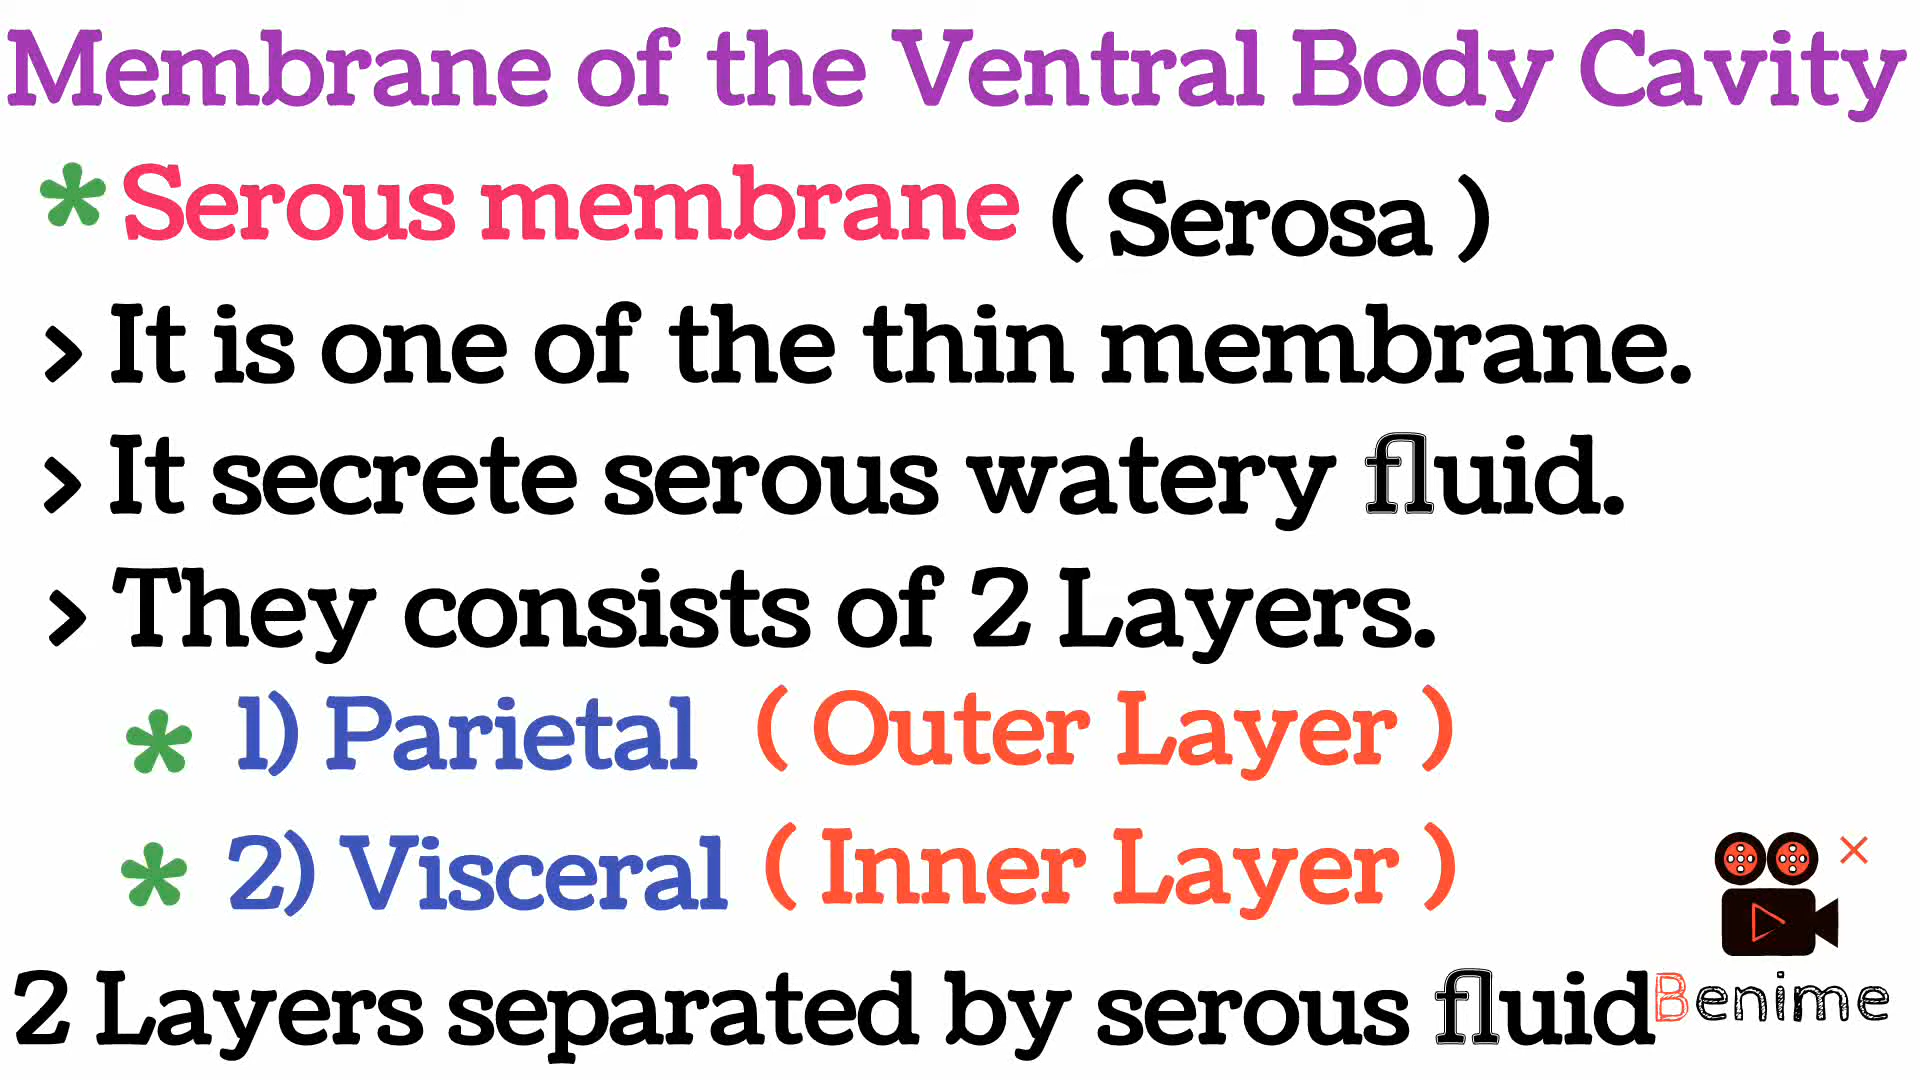 Membrane of the Ventral Body Cavity
* Serous membrane ( Serosa )
> It is one of the thin membrane.
> It secrete serous watery fluid.
> They consists of 2 Layers.
* 1) Parietal ( Outer Layer )
* 2) Visceral ( Inner Layer )
2 Layers separated by serous fluid
Benime